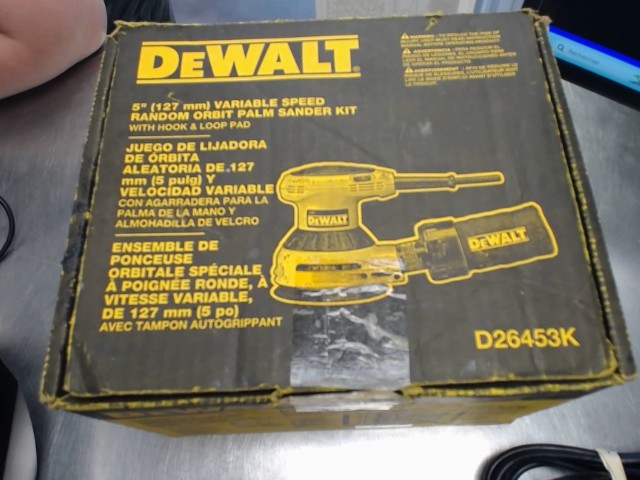 DEWALT
5" (127 mm) VARIABLE SPEED
RANDOM ORBIT PALM SANDER KIT
WITH HOOK & LOOP PAD
JUEGO DE LIJADORA
DE ÓRBITA
ALEATORIA DE 127
mm (5 pulg) Y
VELOCIDAD VARIABLE
CON AGARRADERA PARA LA
PALMA DE LA MANO Y
ALMOHADILLA DE VELCRO
ENSEMBLE DE
PONCEUSE
ORBITALE SPÉCIALE
À POIGNÉE RONDE, À
VITESSE VARIABLE,
DE 127 mm (5 po)
AVEC TAMPON AUTOGRIPPANT
DEWALT
DEWALT
D26453K